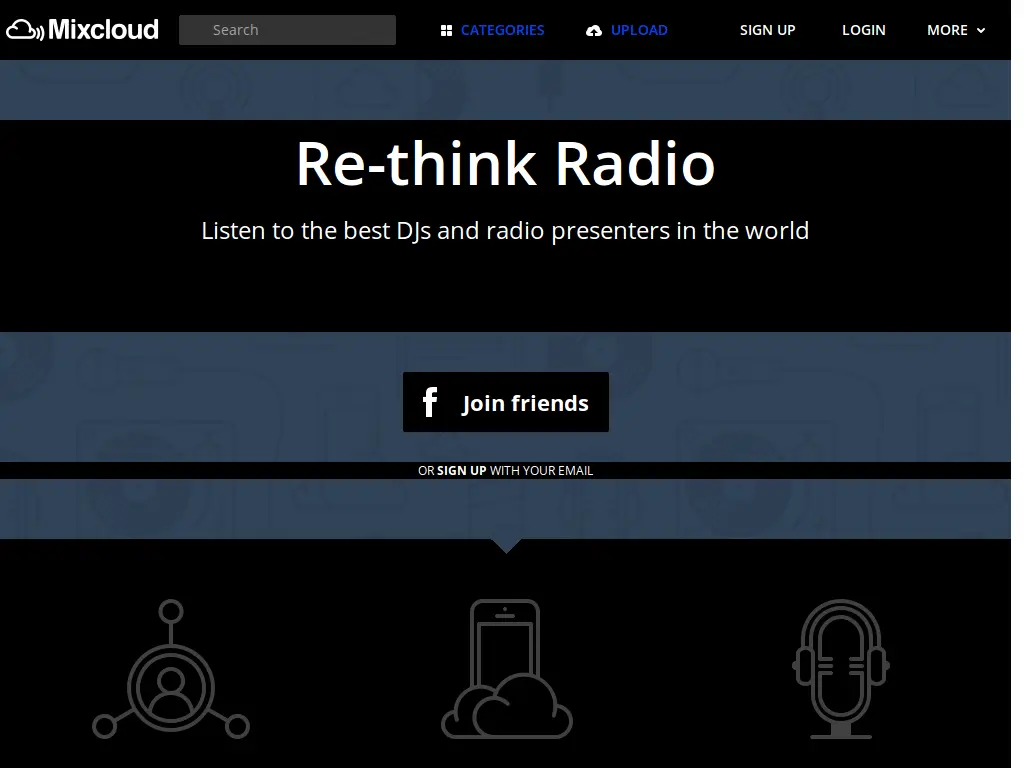 Mixcloud
Search
CATEGORIES
UPLOAD
SIGN UP
LOGIN
MORE
Re-think Radio
Listen to the best DJs and radio presenters in the world
f Join friends
OR SIGN UP WITH YOUR EMAIL